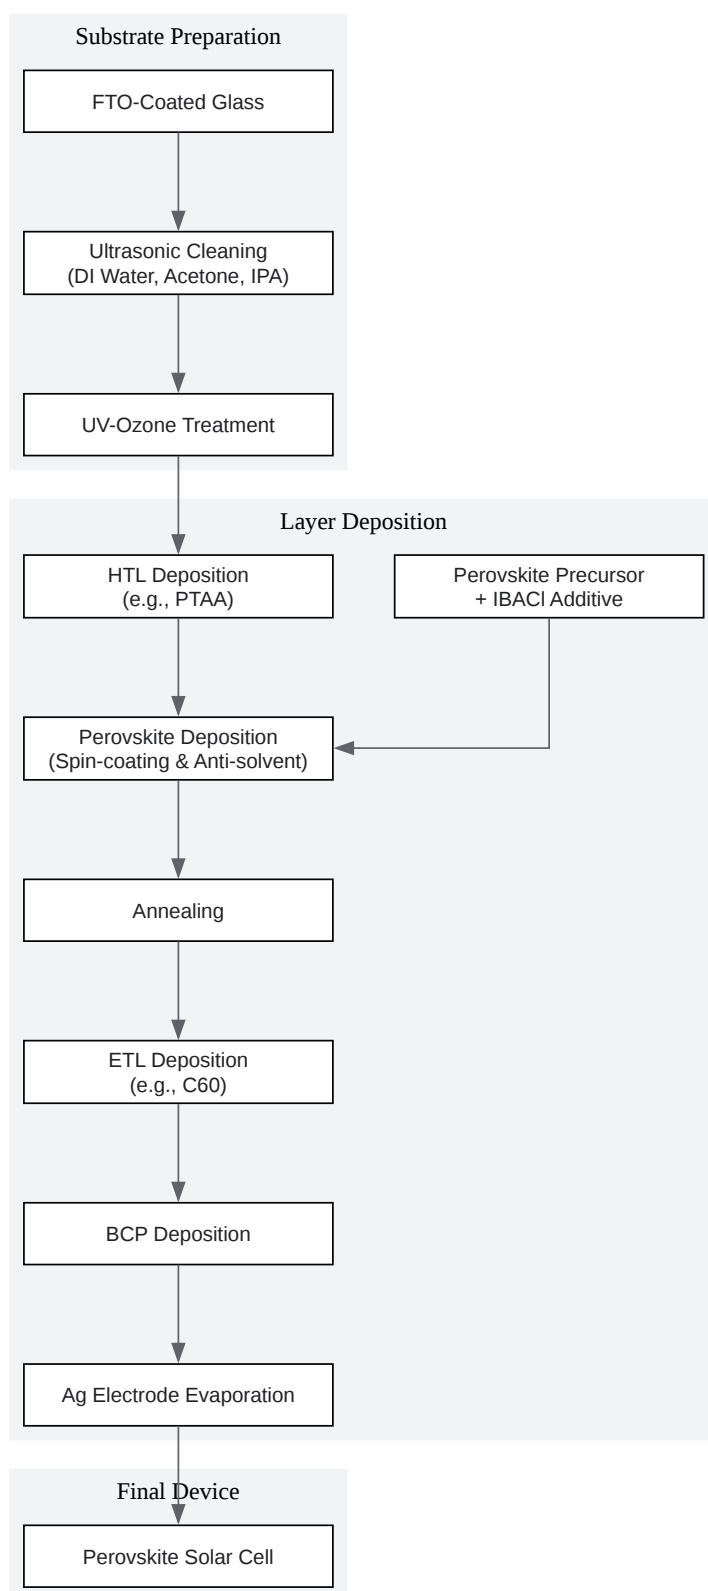 Substrate Preparation
FTO-Coated Glass
Ultrasonic Cleaning
(DI Water, Acetone, IPA)
UV-Ozone Treatment
Layer Deposition
HTL Deposition
(e.g., PTAA)
Perovskite Precursor
+ IBACl Additive
Perovskite Deposition
(Spin-coating & Anti-solvent)
Annealing
ETL Deposition
(e.g., C60)
BCP Deposition
Ag Electrode Evaporation
Final Device
Perovskite Solar Cell